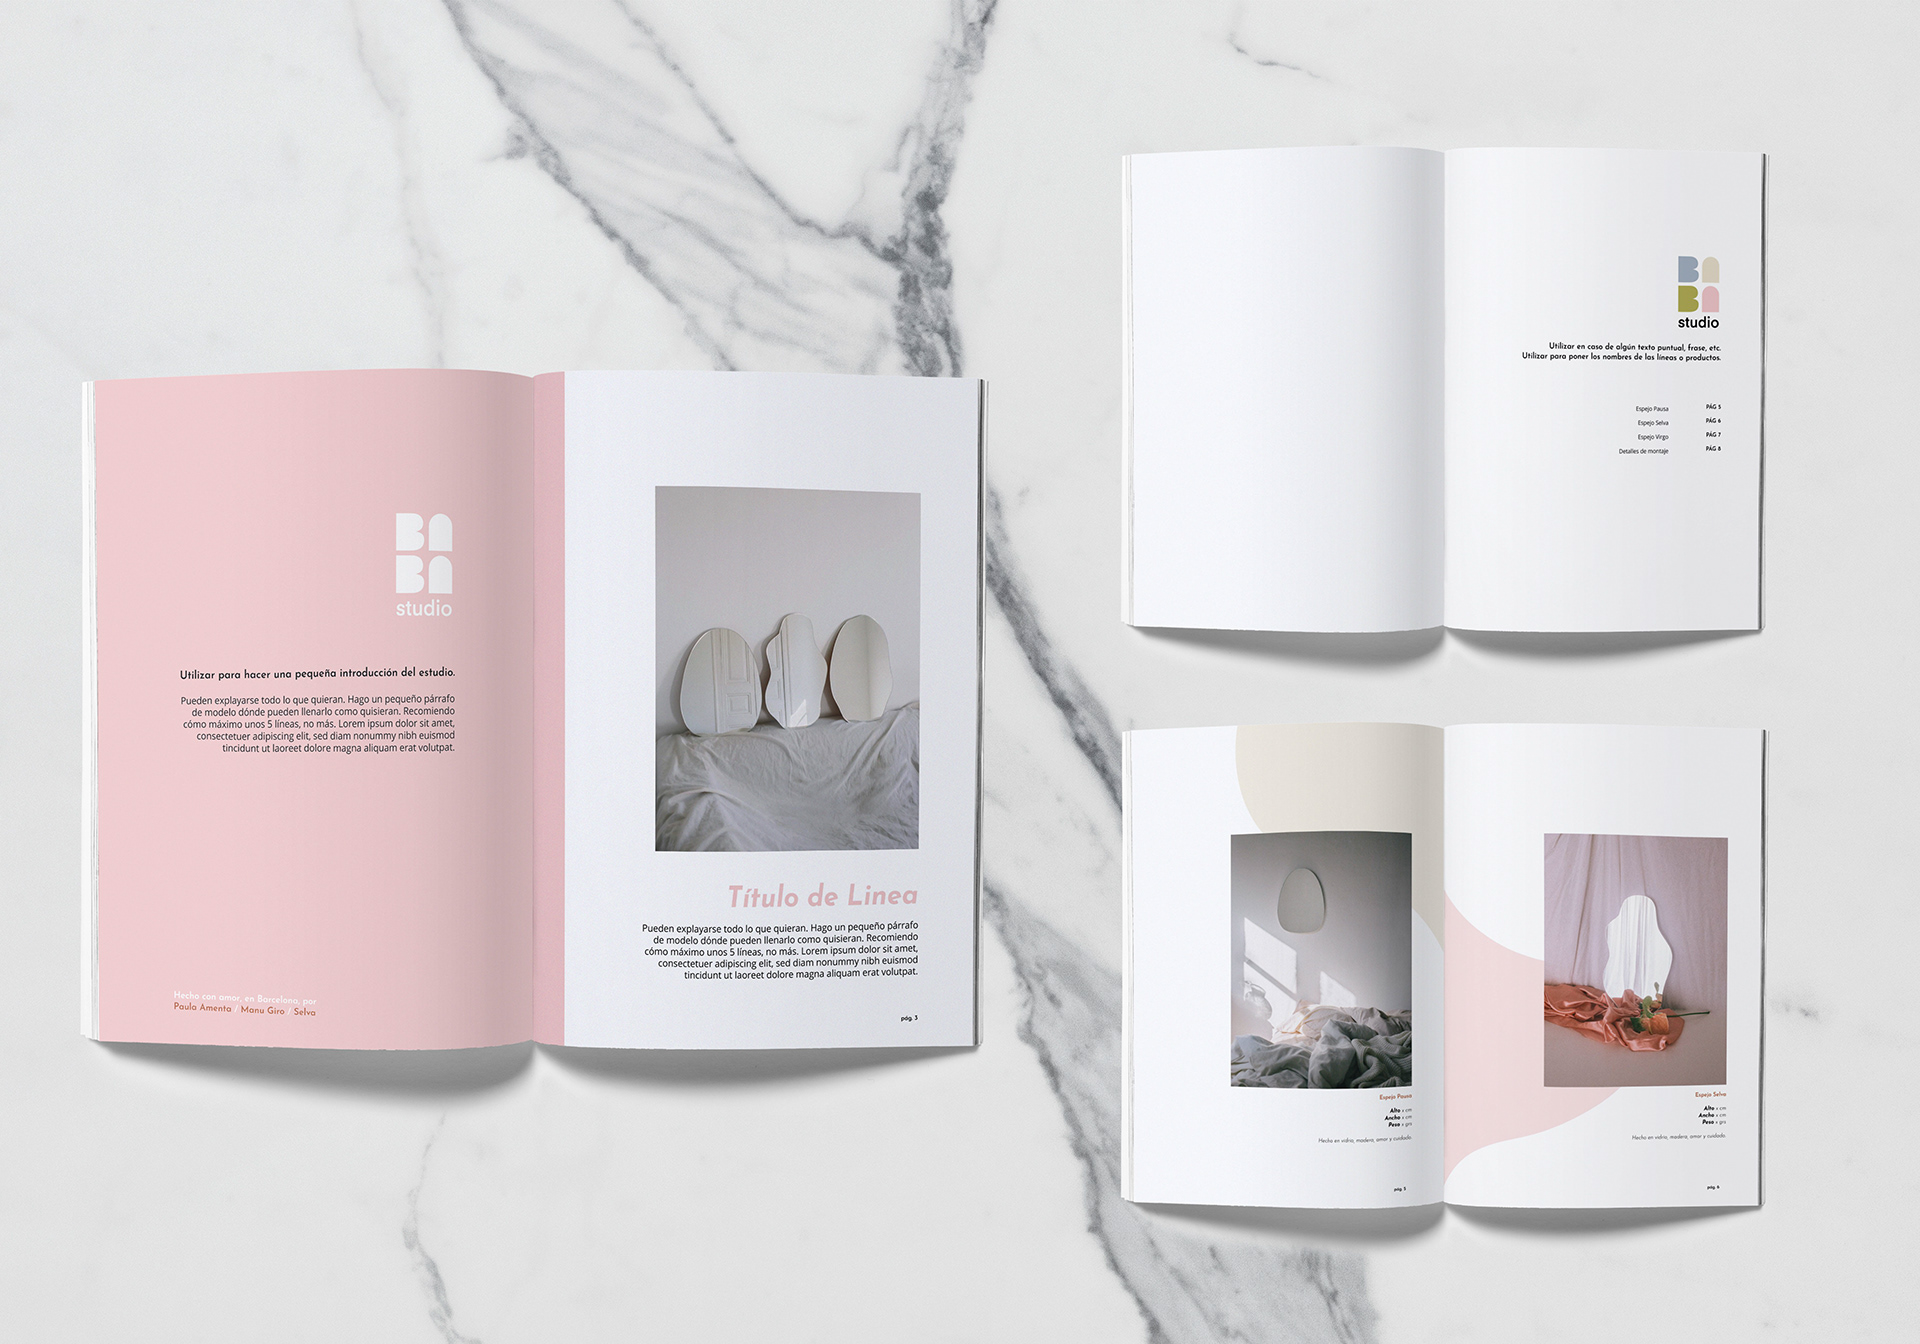 BA
BA
studio
Utilizar para hacer una pequeña introducción del estudio.
Pueden explayarse todo lo que quieran. Hago un pequeño párrafo
de modelo dónde pueden llenarlo como quisieran. Recomiendo
cómo máximo unos 5 líneas, no más. Lorem ipsum dolor sit amet,
consectetuer adipiscing elit, sed diam nonummy nibh euismod
tincidunt ut laoreet dolore magna aliquam erat volutpat.
Hecho con amor, en Barcelona, por
Paula Amenta / Manu Giro / Selva
Título de Linea
Pueden explayarse todo lo que quieran. Hago un pequeño párrafo
de modelo dónde pueden llenarlo como quisieran. Recomiendo
cómo máximo unos 5 líneas, no más. Lorem ipsum dolor sit amet,
consectetuer adipiscing elit, sed diam nonummy nibh euismod
tincidunt ut laoreet dolore magna aliquam erat volutpat.
pág. 3
BA
BA
studio
Utilizar en caso de algún texto puntual, frase, etc.
Utilizar para poner los nombres de las líneas o productos.
Espejo Pausa PÁG 5
Espejo Selva PÁG 6
Espejo Virgo PÁG 7
Detalles de montaje PÁG 8
Espejo Pausa
Alto x cm
Ancho x cm
Peso x grs
Hecho en vidrio, madera, amor y cuidado.
pág. 5
Espejo Selva
Alto x cm
Ancho x cm
Peso x grs
Hecho en vidrio, madera, amor y cuidado.
pág. 6